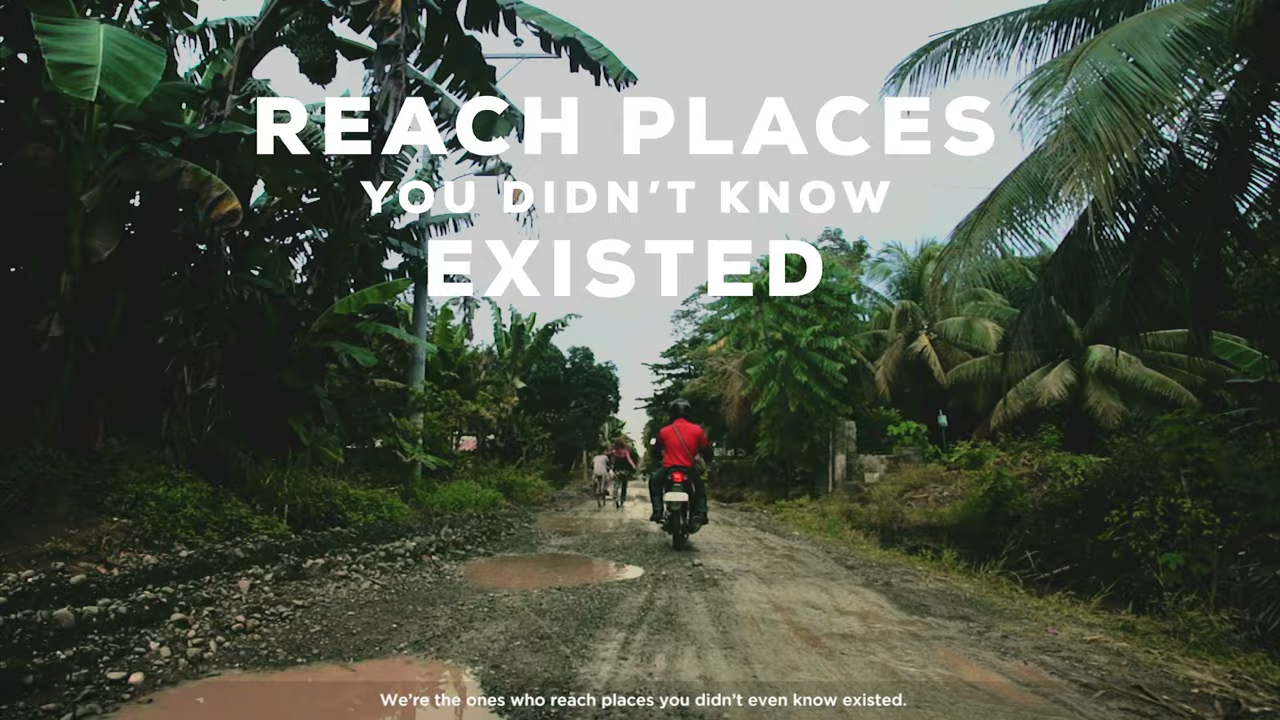 REACH PLACES
YOU DIDN'T KNOW
EXISTED
We're the ones who reach places you didn't even know existed.